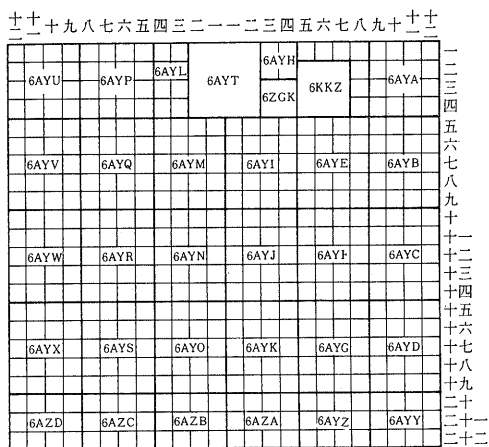 十二 十一 十 九 八 七 六 五 四 三 二 一 一 二 三 四 五 六 七 八 九 十 十一 十二
6AYU 6AYP 6AYL 6AYT 6AYH 6KKZ 6AYA
6ZGK
6AYV 6AYQ 6AYM 6AYI 6AYE 6AYB
6AYW 6AYR 6AYN 6AYJ 6AYC
6AYX 6AYS 6AYO 6AYK 6AYG 6AYD
6AZD 6AZC 6AZB 6AZA 6AYZ 6AYY
一
二
三
四
五
六
七
八
九
十
十一
十二
十三
十四
十五
十六
十七
十八
十九
二十
二十一
二十二